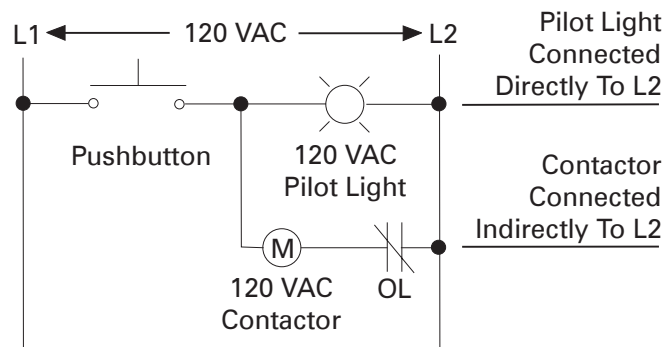 L1 120 VAC L2
Pilot Light
Connected
Directly To L2
Pushbutton
120 VAC
Pilot Light
Contactor
Connected
Indirectly To L2
M
OL
120 VAC
Contactor